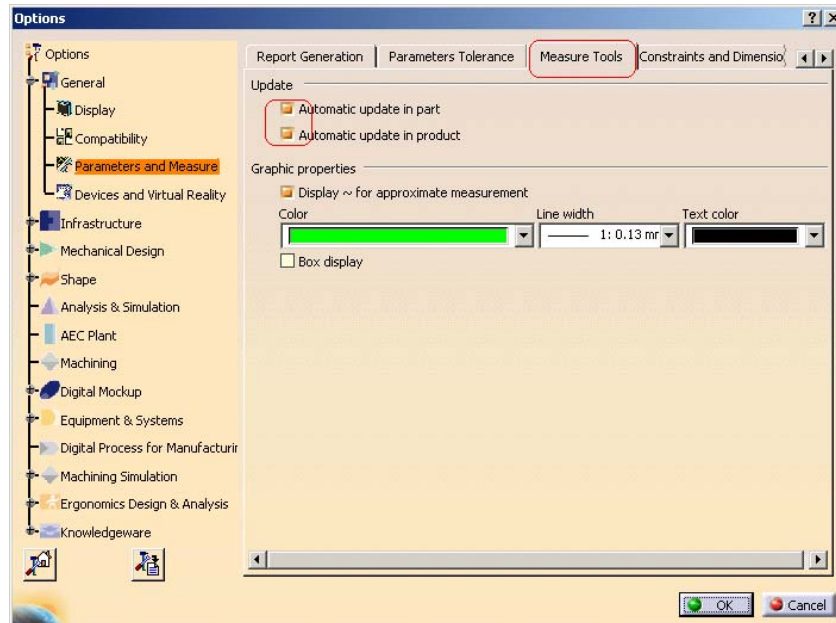 Options
Options
General
Display
Compatibility
Parameters and Measure
Devices and Virtual Reality
Infrastructure
Mechanical Design
Shape
Analysis & Simulation
AEC Plant
Machining
Digital Mockup
Equipment & Systems
Digital Process for Manufacturir
Machining Simulation
Ergonomics Design & Analysis
Knowledgeware
Report Generation
Parameters Tolerance
Measure Tools
Constraints and Dimensio
Update
Automatic update in part
Automatic update in product
Graphic properties
Display ~ for approximate measurement
Color
Line width
Text color
1: 0.13 mr
Box display
OK
Cancel